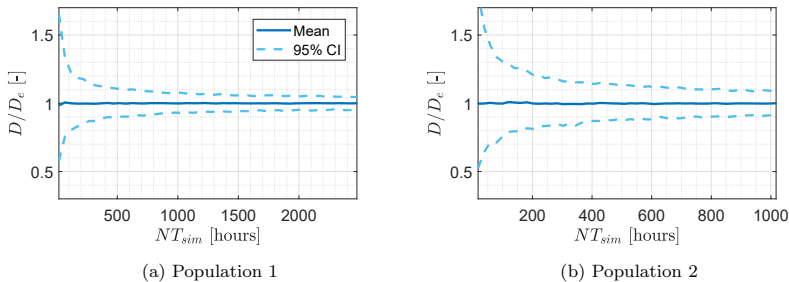 1.5
1
0.5
D/D_e [-]
Mean
95% CI
500
1000
1500
2000
NT_sim [hours]
(a) Population 1
1.5
1
0.5
D/D_e [-]
200
400
600
800
1000
NT_sim [hours]
(b) Population 2